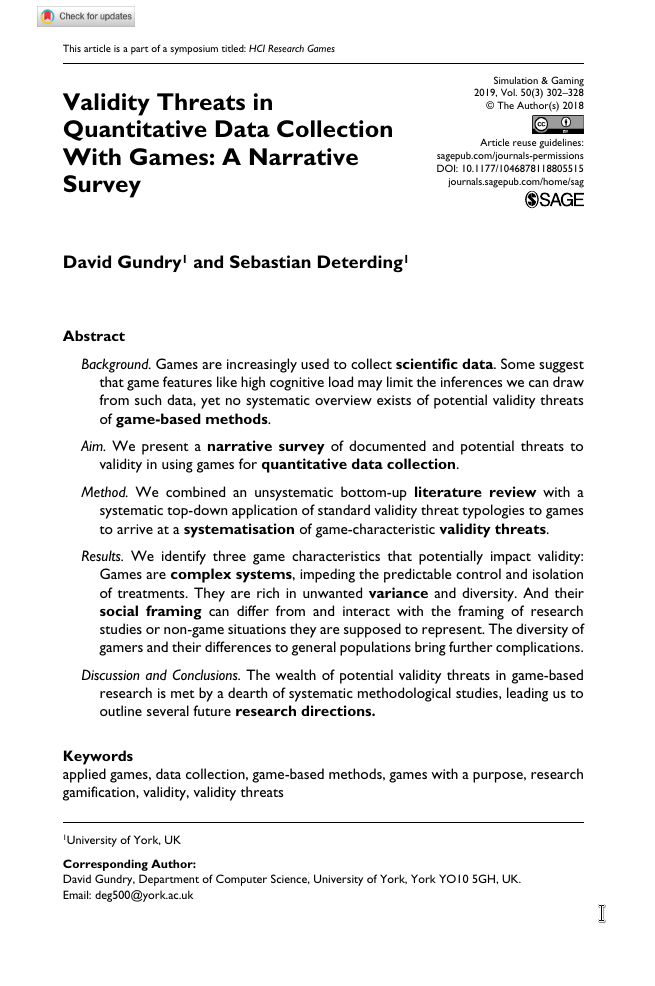 Check for updates
This article is a part of a symposium titled: HCI Research Games
Validity Threats in
Quantitative Data Collection
With Games: A Narrative
Survey
Simulation & Gaming
2019, Vol. 50(3) 302–328
© The Author(s) 2018
cc BY
Article reuse guidelines:
sagepub.com/journals-permissions
DOI: 10.1177/1046878118805515
journals.sagepub.com/home/sag
SAGE
David Gundry¹ and Sebastian Deterding¹
Abstract
Background. Games are increasingly used to collect scientific data. Some suggest
that game features like high cognitive load may limit the inferences we can draw
from such data, yet no systematic overview exists of potential validity threats
of game-based methods.
Aim. We present a narrative survey of documented and potential threats to
validity in using games for quantitative data collection.
Method. We combined an unsystematic bottom-up literature review with a
systematic top-down application of standard validity threat typologies to games
to arrive at a systematisation of game-characteristic validity threats.
Results. We identify three game characteristics that potentially impact validity:
Games are complex systems, impeding the predictable control and isolation
of treatments. They are rich in unwanted variance and diversity. And their
social framing can differ from and interact with the framing of research
studies or non-game situations they are supposed to represent. The diversity of
gamers and their differences to general populations bring further complications.
Discussion and Conclusions. The wealth of potential validity threats in game-based
research is met by a dearth of systematic methodological studies, leading us to
outline several future research directions.
Keywords
applied games, data collection, game-based methods, games with a purpose, research
gamification, validity, validity threats
¹University of York, UK
Corresponding Author:
David Gundry, Department of Computer Science, University of York, York YO10 5GH, UK.
Email: deg500@york.ac.uk